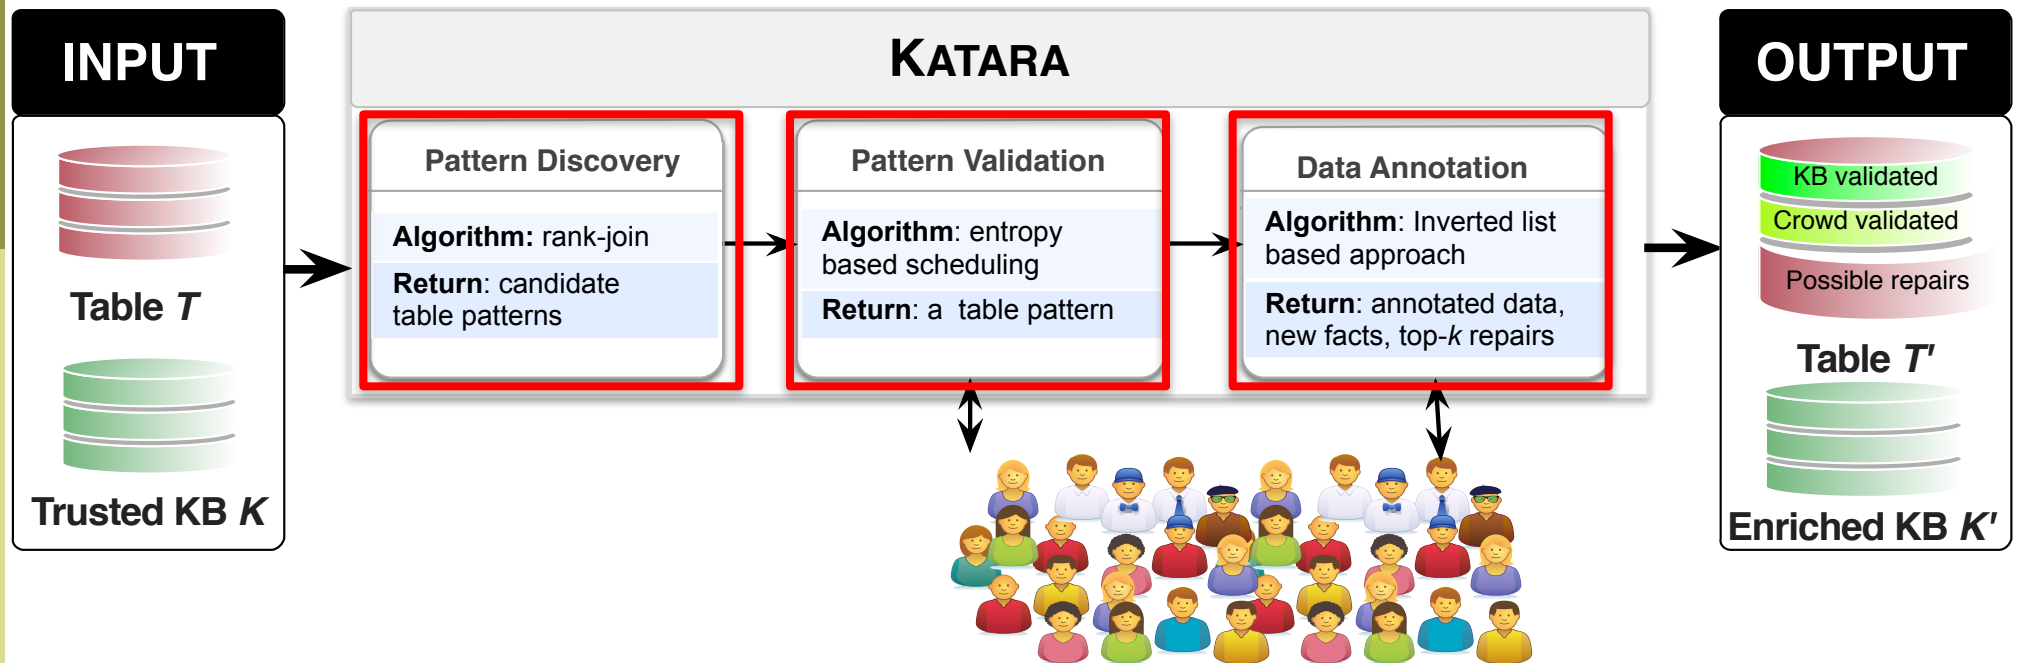 INPUT
Table T
Trusted KB K
KATARA
Pattern Discovery
Algorithm: rank-join
Return: candidate
table patterns
Pattern Validation
Algorithm: entropy
based scheduling
Return: a table pattern
Data Annotation
Algorithm: Inverted list
based approach
Return: annotated data,
new facts, top-k repairs
OUTPUT
KB validated
Crowd validated
Possible repairs
Table T'
Enriched KB K'